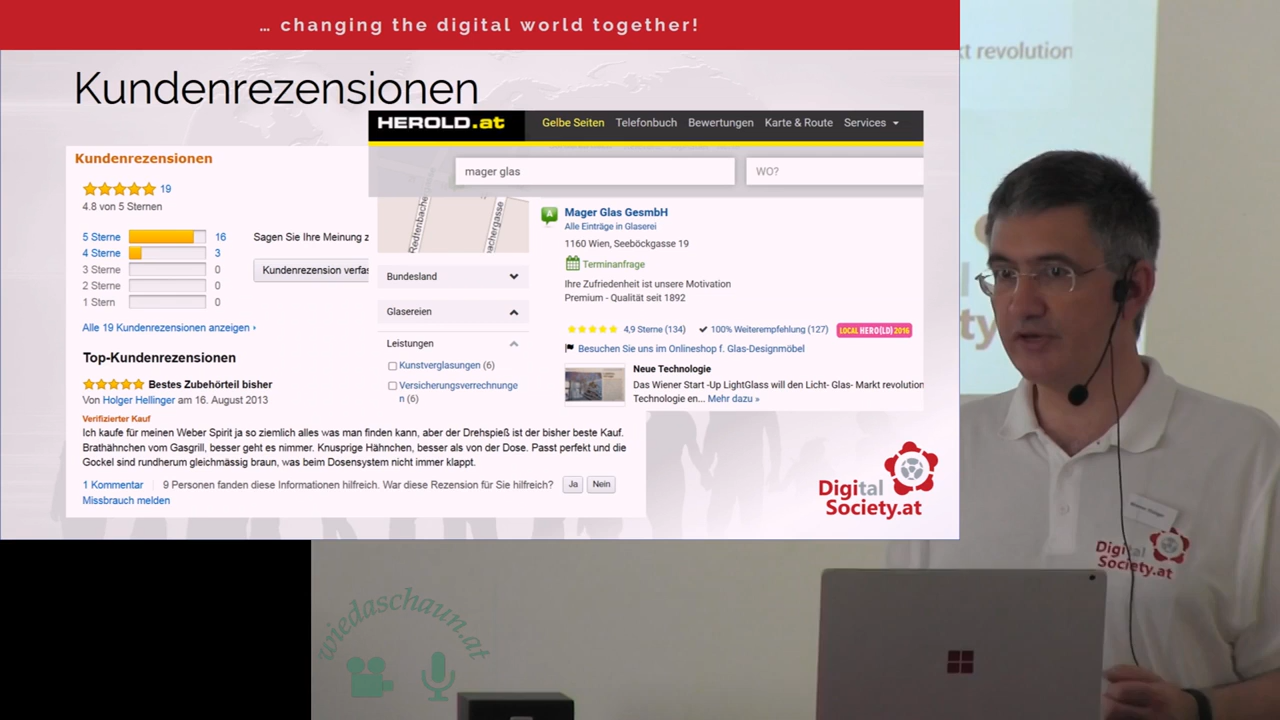 … changing the digital world together!
kt revolution
Kundenrezensionen
HEROLD.at
Gelbe Seiten Telefonbuch Bewertungen Karte & Route Services
mager glas
WO?
Kundenrezensionen
19
4.8 von 5 Sternen
5 Sterne 16
4 Sterne 3
3 Sterne 0
2 Sterne 0
1 Stern 0
Sagen Sie Ihre Meinung z
Kundenrezension verfas
Alle 19 Kundenrezensionen anzeigen ›
Redtenbach
achergasse
Bundesland
Glasereien
Leistungen
Kunstverglasungen (6)
Versicherungsverrechnunge
n (6)
A
Mager Glas GesmbH
Alle Einträge in Glaserei
1160 Wien, Seeböckgasse 19
Terminanfrage
Ihre Zufriedenheit ist unsere Motivation
Premium - Qualität seit 1892
4,9 Sterne (134) 100% Weiterempfehlung (127) LOCAL HERO(LD) 2016
Besuchen Sie uns im Onlineshop f. Glas-Designmöbel
Neue Technologie
Das Wiener Start -Up LightGlass will den Licht- Glas- Markt revolution
Technologie en... Mehr dazu »
Top-Kundenrezensionen
Bestes Zubehörteil bisher
Von Holger Hellinger am 16. August 2013
Verifizierter Kauf
Ich kaufe für meinen Weber Spirit ja so ziemlich alles was man finden kann, aber der Drehspieß ist der bisher beste Kauf.
Brathähnchen vom Gasgrill, besser geht es nimmer. Knusprige Hähnchen, besser als von der Dose. Passt perfekt und die
Gockel sind rundherum gleichmässig braun, was beim Dosensystem nicht immer klappt.
1 Kommentar 9 Personen fanden diese Informationen hilfreich. War diese Rezension für Sie hilfreich? Ja Nein
Missbrauch melden
Digital
Society.at
Digital
Society.at
wiedaschaun.at